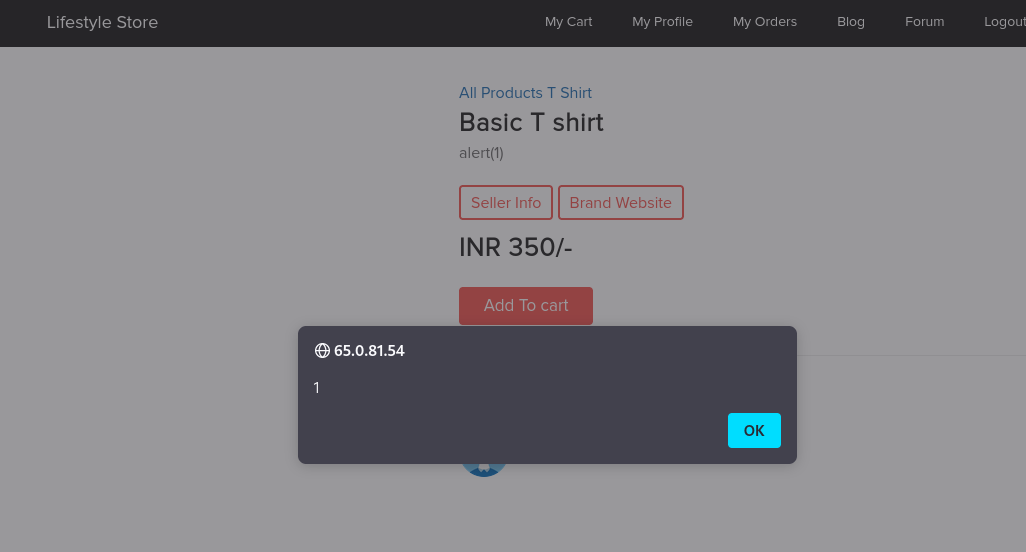 Lifestyle Store My Cart My Profile My Orders Blog Forum Logout
All Products T Shirt
Basic T shirt
alert(1)
Seller Info Brand Website
INR 350/-
Add To cart
65.0.81.54
1
OK